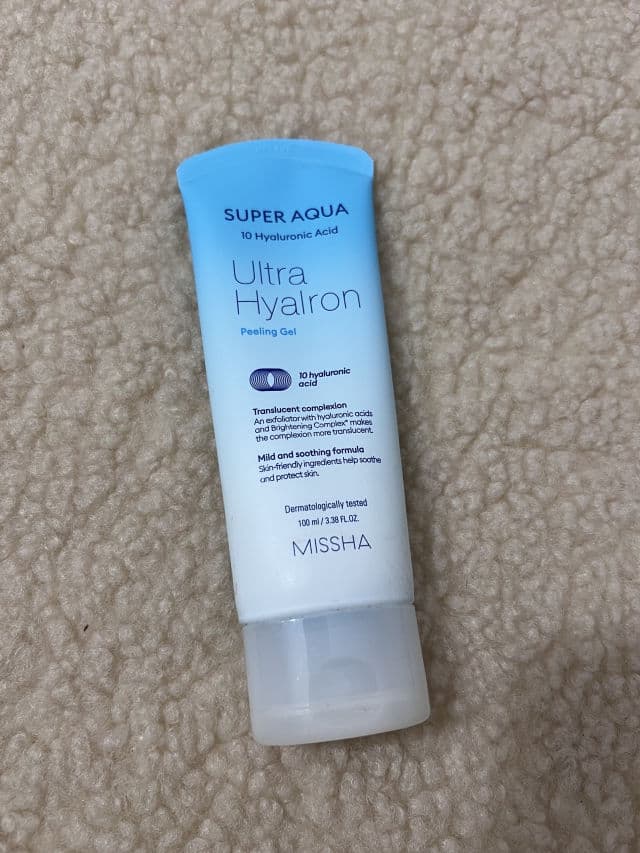 SUPER AQUA
10 Hyaluronic Acid
Ultra
Hyalron
Peeling Gel
10 hyaluronic
acid
Translucent complexion
An exfoliator with hyaluronic acids
and Brightening Complex* makes
the complexion more translucent.
Mild and soothing formula
Skin-friendly ingredients help soothe
and protect skin.
Dermatologically tested
100 ml / 3.38 FL.OZ.
MISSHA